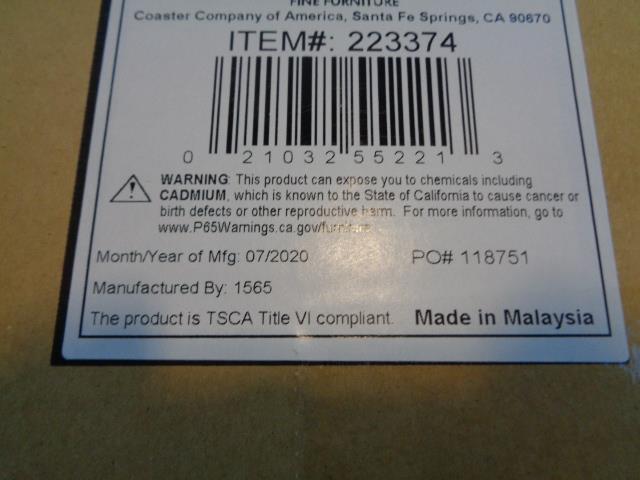 FINE FURNITURE
Coaster Company of America, Santa Fe Springs, CA 90670
ITEM#: 223374
0 21032 55221 3
WARNING: This product can expose you to chemicals including
CADMIUM, which is known to the State of California to cause cancer or
birth defects or other reproductive harm. For more information, go to
www.P65Warnings.ca.gov/furniture
Month/Year of Mfg: 07/2020 PO# 118751
Manufactured By: 1565
The product is TSCA Title VI compliant. Made in Malaysia